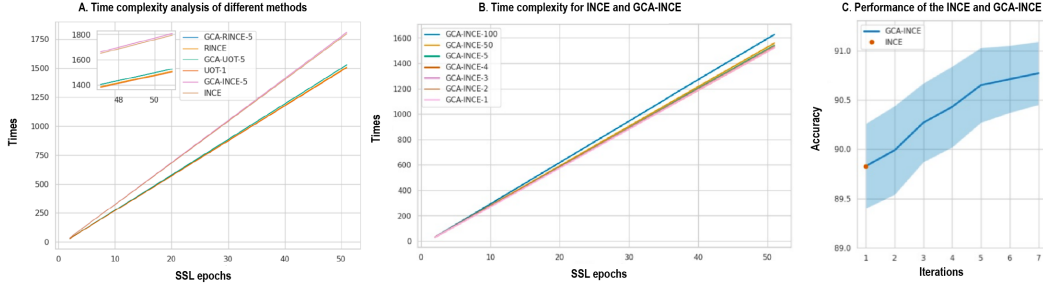 A. Time complexity analysis of different methods
1750
1500
1250
1000
750
500
250
0
Times
1800
1600
1400
48
50
GCA-RINCE-5
RINCE
GCA-UOT-5
UOT-1
GCA-INCE-5
INCE
0
10
20
30
40
50
SSL epochs
B. Time complexity for INCE and GCA-INCE
1600
1400
1200
1000
800
600
400
200
0
Times
GCA-INCE-100
GCA-INCE-50
GCA-INCE-5
GCA-INCE-4
GCA-INCE-3
GCA-INCE-2
GCA-INCE-1
0
10
20
30
40
50
SSL epochs
C. Performance of the INCE and GCA-INCE
91.0
90.5
90.0
89.5
89.0
Accuracy
GCA-INCE
INCE
1
2
3
4
5
6
7
Iterations